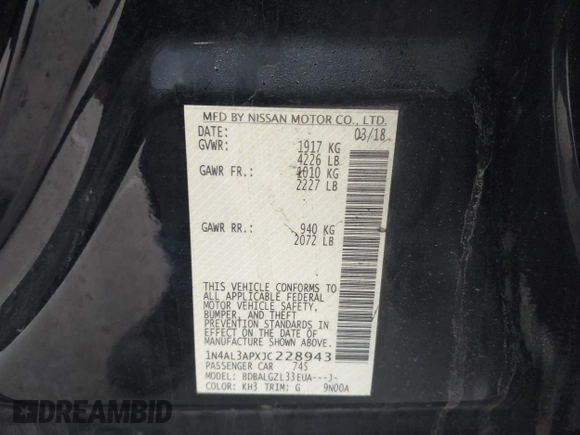 MFD BY NISSAN MOTOR CO., LTD.
DATE: 03/18
GVWR: 1917 KG
4226 LB
GAWR FR.: 1010 KG
2227 LB
GAWR RR.: 940 KG
2072 LB
THIS VEHICLE CONFORMS TO
ALL APPLICABLE FEDERAL
MOTOR VEHICLE SAFETY,
BUMPER, AND THEFT
PREVENTION STANDARDS IN
EFFECT ON THE DATE OF
MANUFACTURE SHOWN ABOVE.
1N4AL3APXJC228943
PASSENGER CAR 745
MODEL: BDBALGZL33EUA---J-
COLOR: KH3 TRIM: G 9N00A
DREAMBID